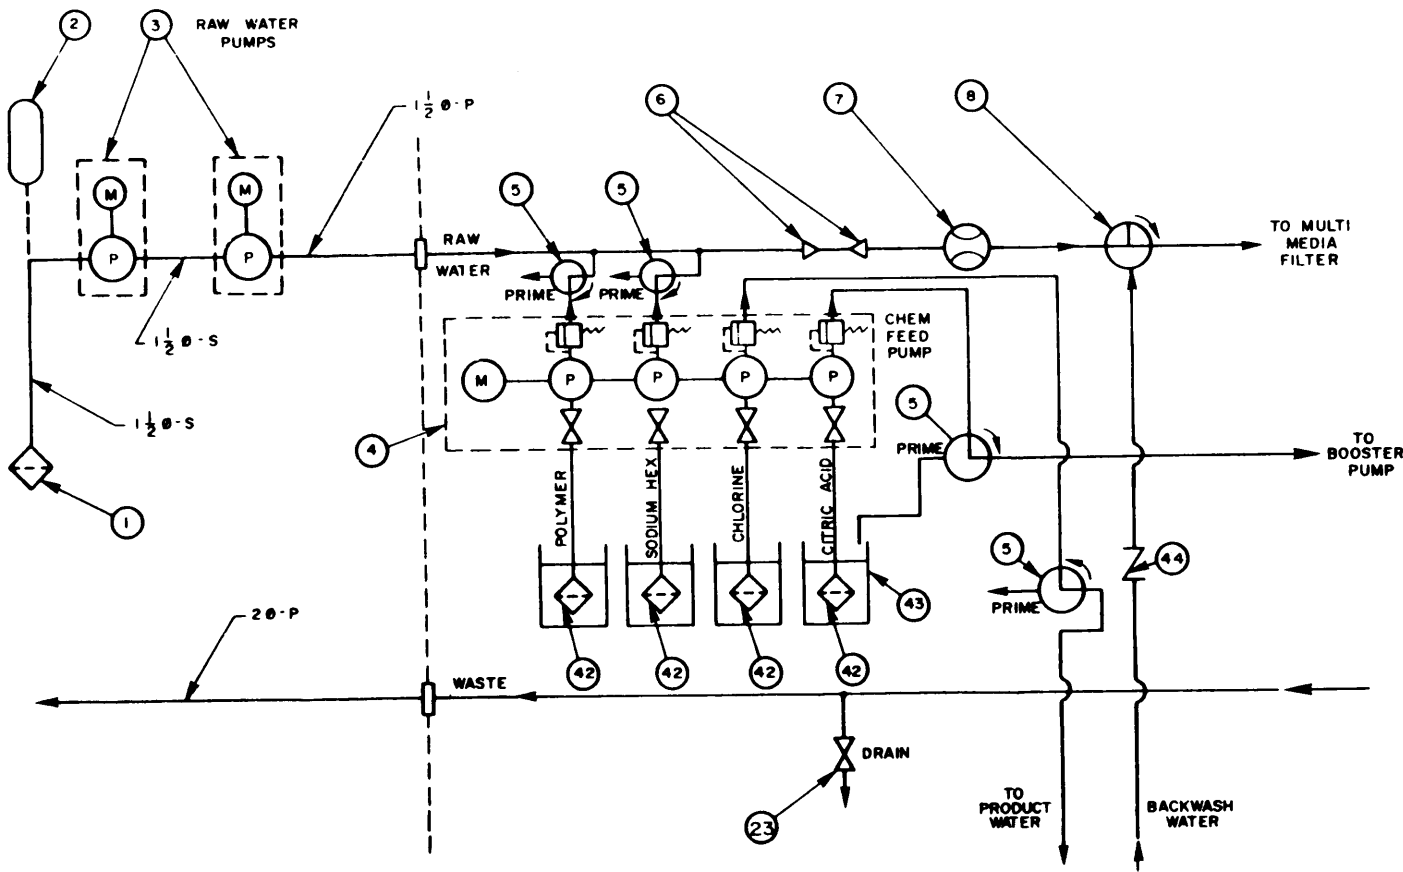 2
3
RAW WATER
PUMPS
1 1/2 Ø-P
6
7
8
M
M
5
5
P
P
RAW
WATER
TO MULTI
MEDIA
FILTER
PRIME
PRIME
1 1/2 Ø-S
CHEM
FEED
PUMP
M
P
P
P
P
1 1/2 Ø-S
4
5
PRIME
TO
BOOSTER
PUMP
1
POLYMER
SODIUM HEX
CHLORINE
CITRIC ACID
5
44
43
PRIME
2Ø-P
42
42
42
42
WASTE
DRAIN
23
TO
PRODUCT
WATER
BACKWASH
WATER